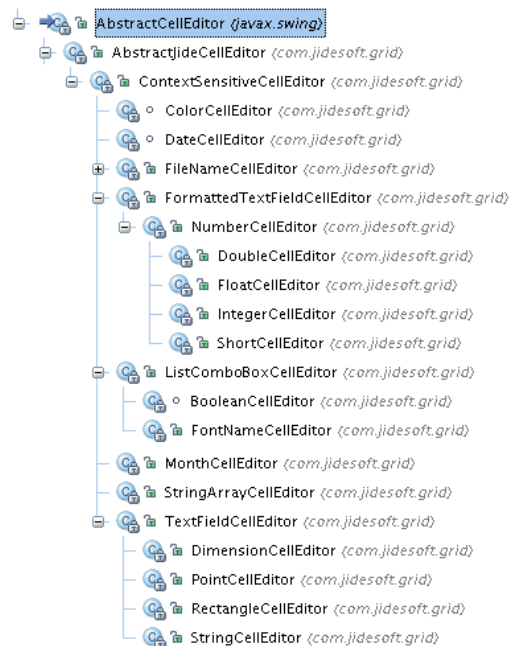 AbstractCellEditor (javax.swing)
AbstractJideCellEditor (com.jidesoft.grid)
ContextSensitiveCellEditor (com.jidesoft.grid)
ColorCellEditor (com.jidesoft.grid)
DateCellEditor (com.jidesoft.grid)
FileNameCellEditor (com.jidesoft.grid)
FormattedTextFieldCellEditor (com.jidesoft.grid)
NumberCellEditor (com.jidesoft.grid)
DoubleCellEditor (com.jidesoft.grid)
FloatCellEditor (com.jidesoft.grid)
IntegerCellEditor (com.jidesoft.grid)
ShortCellEditor (com.jidesoft.grid)
ListComboBoxCellEditor (com.jidesoft.grid)
BooleanCellEditor (com.jidesoft.grid)
FontNameCellEditor (com.jidesoft.grid)
MonthCellEditor (com.jidesoft.grid)
StringArrayCellEditor (com.jidesoft.grid)
TextFieldCellEditor (com.jidesoft.grid)
DimensionCellEditor (com.jidesoft.grid)
PointCellEditor (com.jidesoft.grid)
RectangleCellEditor (com.jidesoft.grid)
StringCellEditor (com.jidesoft.grid)